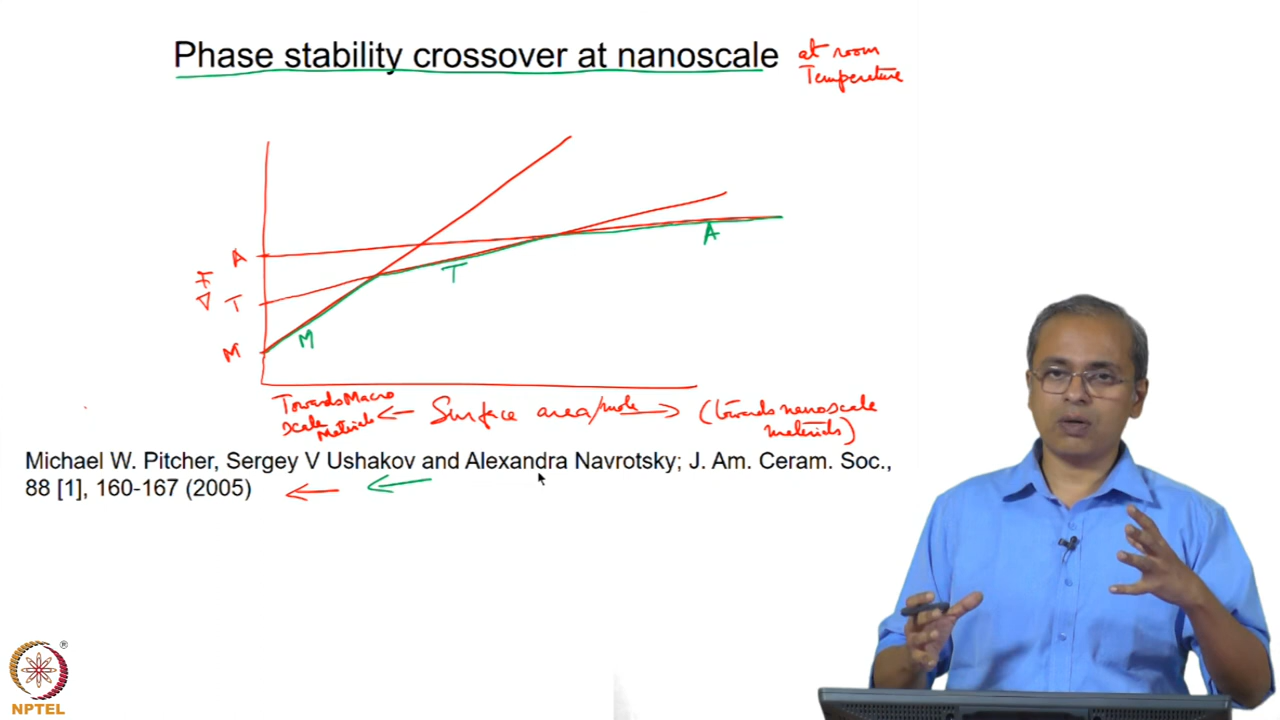 Phase stability crossover at nanoscale
at room
Temperature
A
T
M
M
T
A
Towards Macro
scale
Materials
Surface area/mole
(towards nanoscale
materials)
Michael W. Pitcher, Sergey V Ushakov and Alexandra Navrotsky; J. Am. Ceram. Soc.,
88 [1], 160-167 (2005)
®
NPTEL